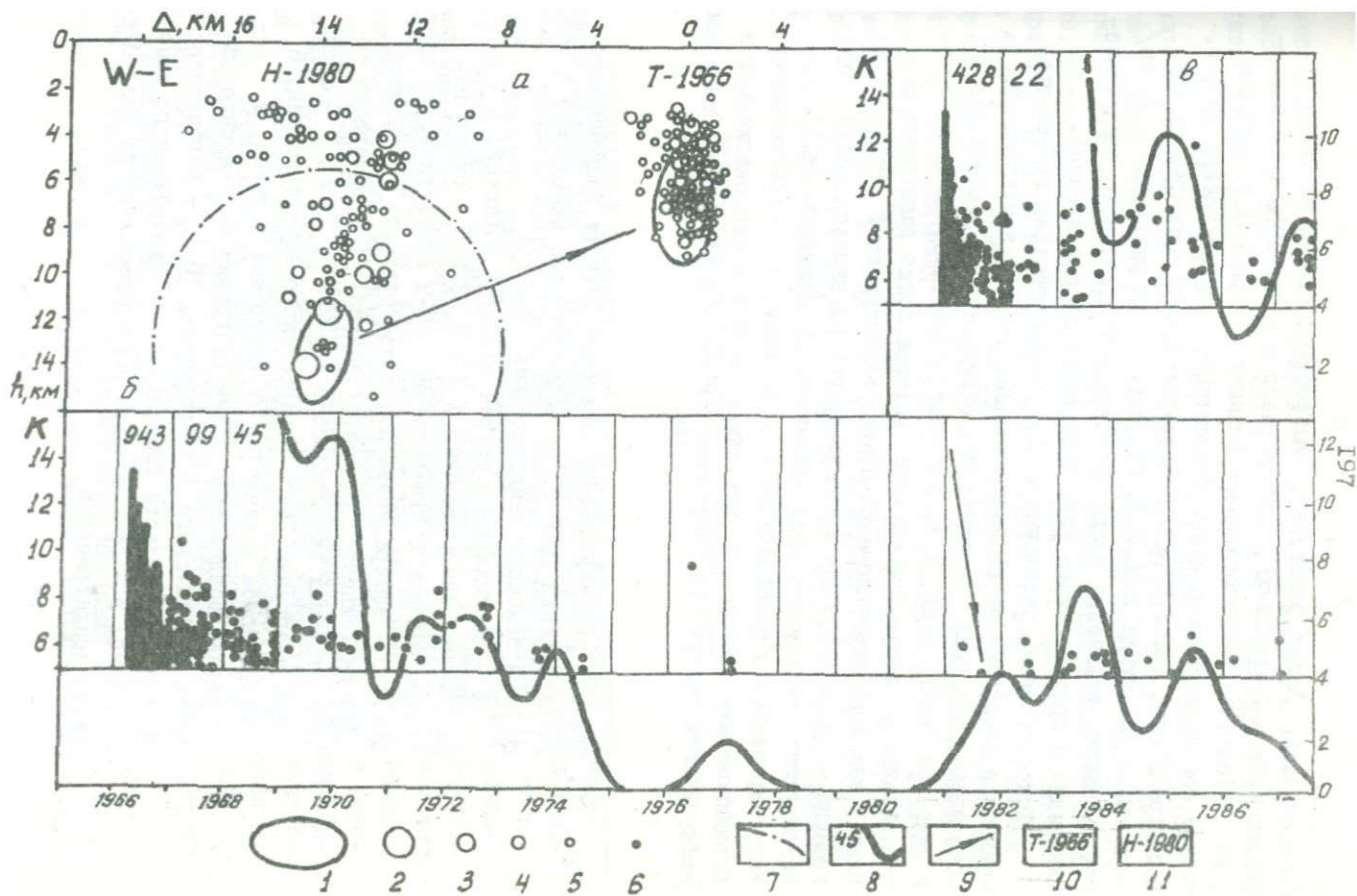 Δ, КМ 16 14 12 8 4 0 4
0 2 4 6 8 10 12 14
h, КМ
W-E
H-1980
а
T-1966
К 428 22 в
14 12 10 8 6
10 8 6 4 2
б
К 943 99 45
14 12 10 8 6
12 10 8 6 4 2 0
197
1966 1968 1970 1972 1974 1976 1978 1980 1982 1984 1986
45 T-1966 H-1980
1 2 3 4 5 6 7 8 9 10 11